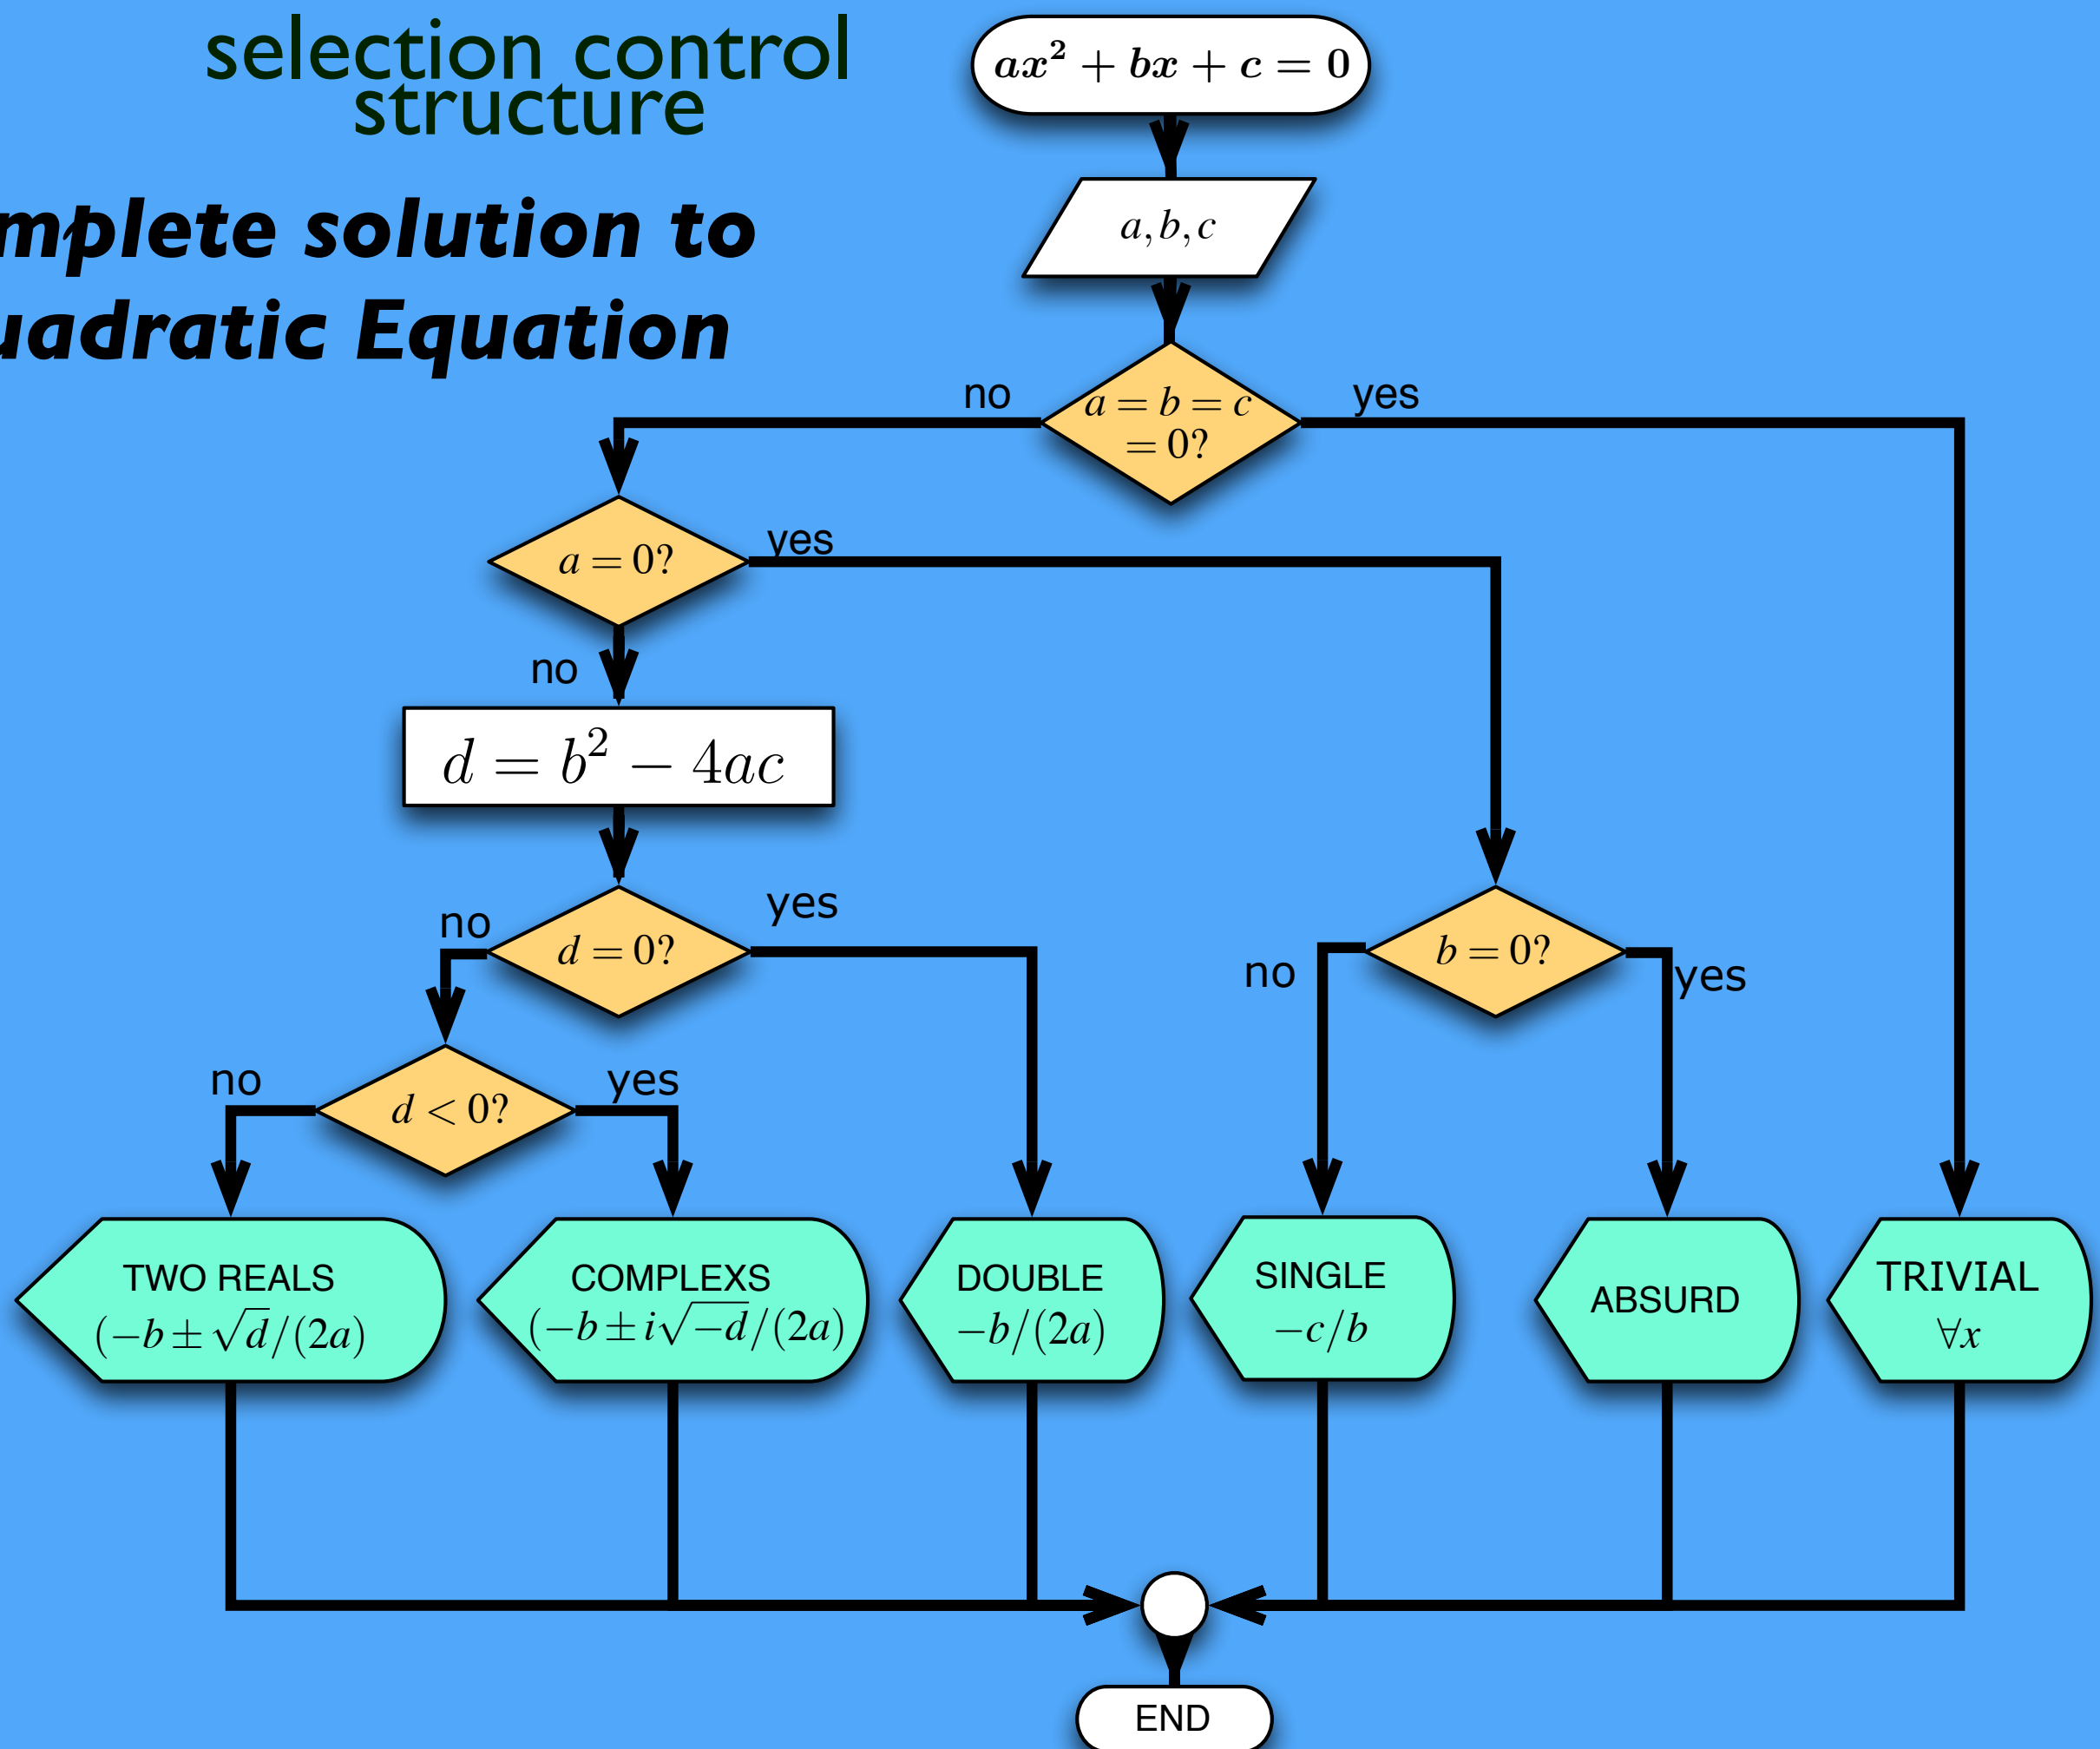 selection control
structure
mplete solution to
uadratic Equation
ax² + bx + c = 0
a, b, c
no
a = b = c
= 0?
yes
a = 0?
yes
no
d = b² − 4ac
no
d = 0?
yes
no
b = 0?
yes
no
d < 0?
yes
TWO REALS
(−b ± √d/(2a)
COMPLEXS
(−b ± i√−d/(2a)
DOUBLE
−b/(2a)
SINGLE
−c/b
ABSURD
TRIVIAL
∀x
END